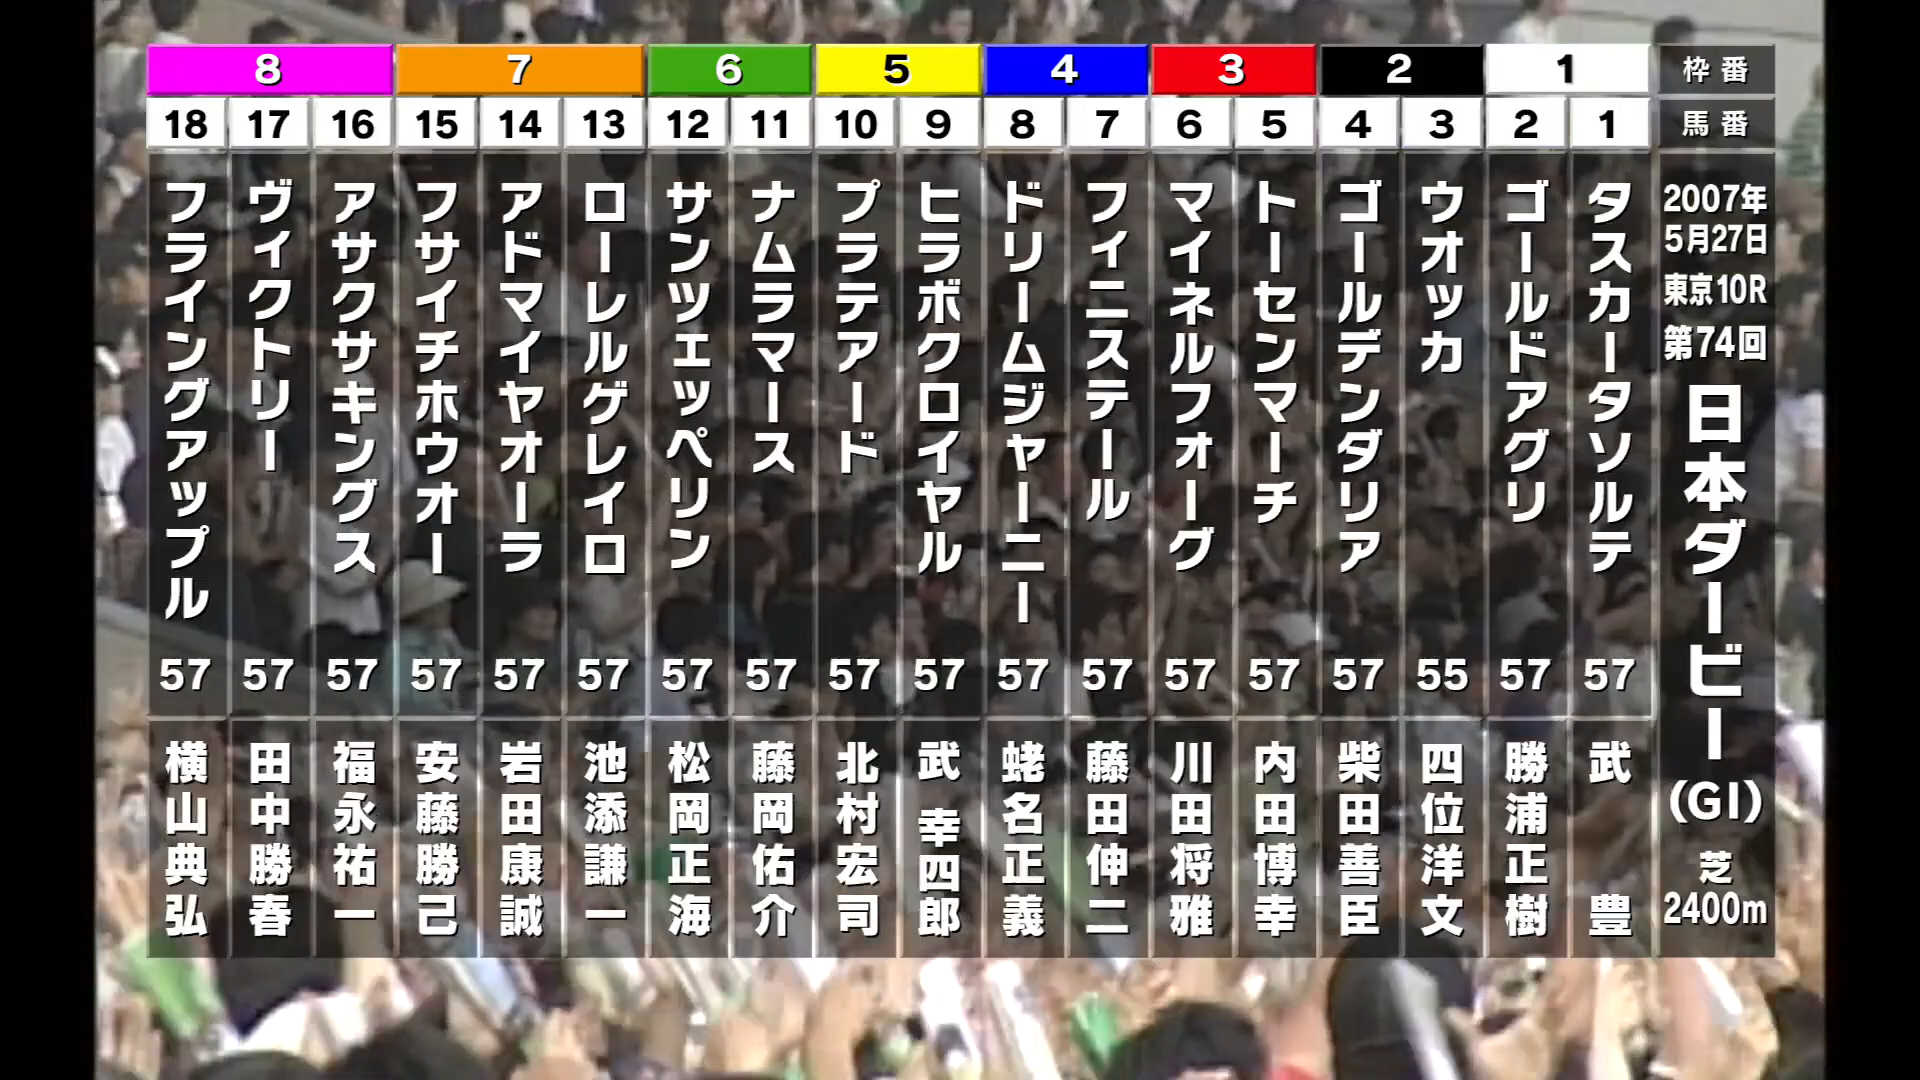 枠番
馬番
2007年
5月27日
東京10R
第74回
日本ダービー
(GI)
芝
2400m
1
1
タスカータソルテ
57
武 豊
2
ゴールドアグリ
57
勝浦正樹
2
3
ウオッカ
55
四位洋文
4
ゴールデンダリア
57
柴田善臣
3
5
トーセンマーチ
57
内田博幸
6
マイネルフォーグ
57
川田将雅
4
7
フィニステール
57
藤田伸二
8
ドリームジャーニー
57
蛯名正義
5
9
ヒラボクロイヤル
57
武 幸四郎
10
プラテアード
57
北村宏司
6
11
ナムラマース
57
藤岡佑介
12
サンツェッペリン
57
松岡正海
7
13
ローレルゲレイロ
57
池添謙一
14
アドマイヤオーラ
57
岩田康誠
15
フサイチホウオー
57
安藤勝己
8
16
アサクサキングス
57
福永祐一
17
ヴィクトリー
57
田中勝春
18
フライングアップル
57
横山典弘